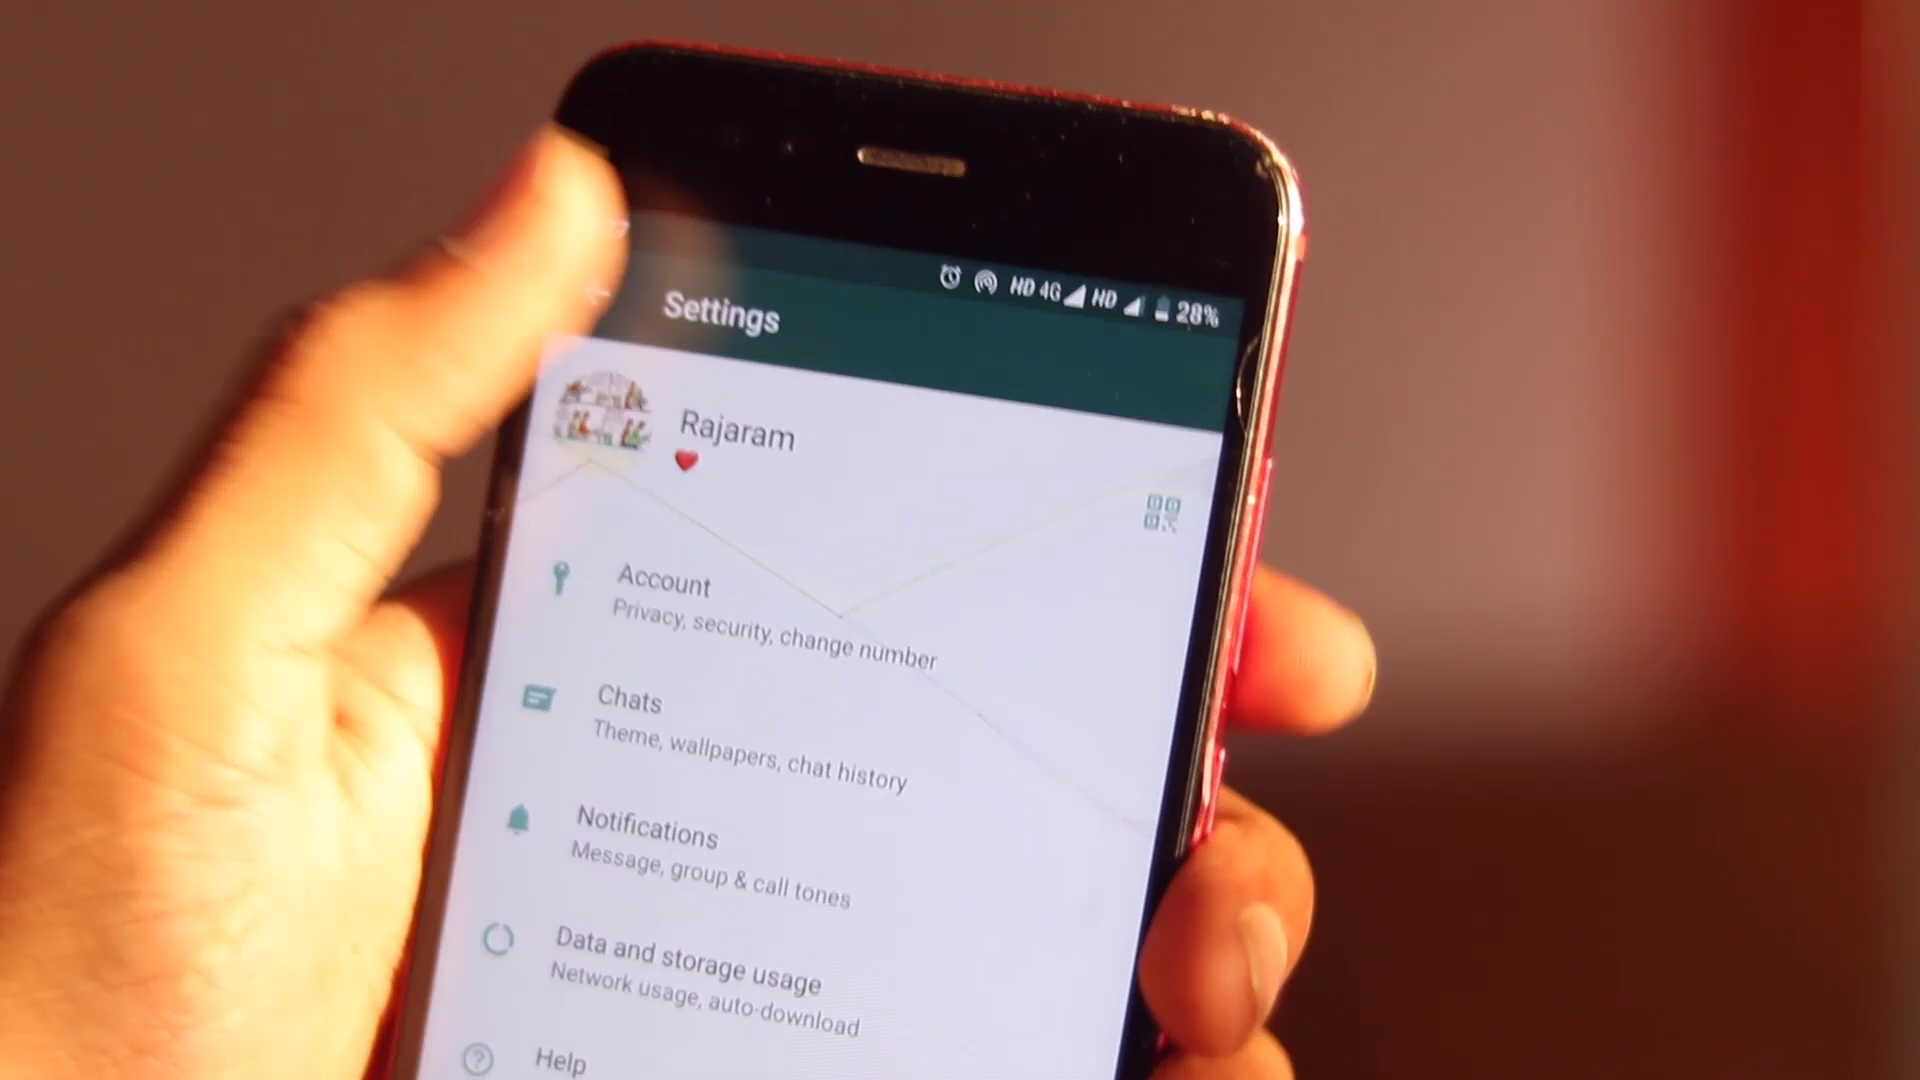 HD 4G HD 28%
Settings
Rajaram
❤
Account
Privacy, security, change number
Chats
Theme, wallpapers, chat history
Notifications
Message, group & call tones
Data and storage usage
Network usage, auto-download
Help